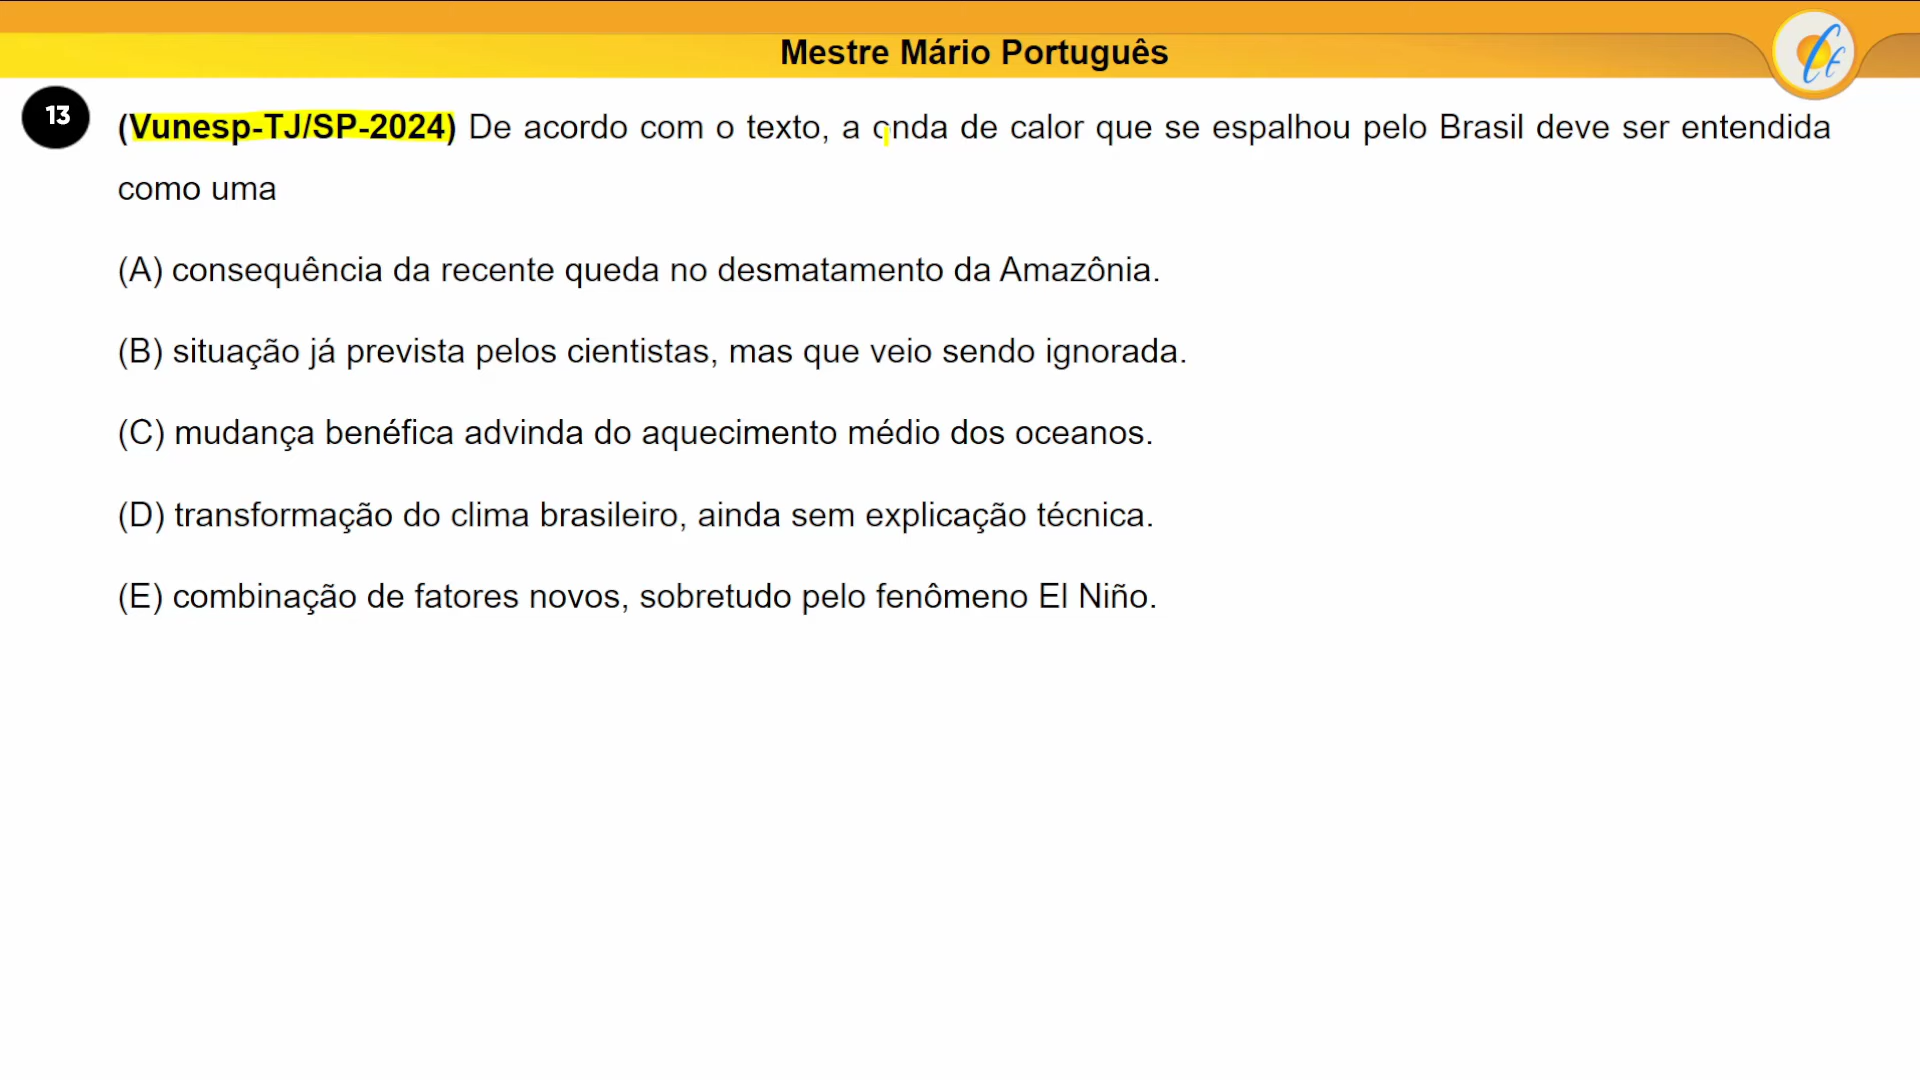 Mestre Mário Português
13
(Vunesp-TJ/SP-2024) De acordo com o texto, a onda de calor que se espalhou pelo Brasil deve ser entendida
como uma
(A) consequência da recente queda no desmatamento da Amazônia.
(B) situação já prevista pelos cientistas, mas que veio sendo ignorada.
(C) mudança benéfica advinda do aquecimento médio dos oceanos.
(D) transformação do clima brasileiro, ainda sem explicação técnica.
(E) combinação de fatores novos, sobretudo pelo fenômeno El Niño.